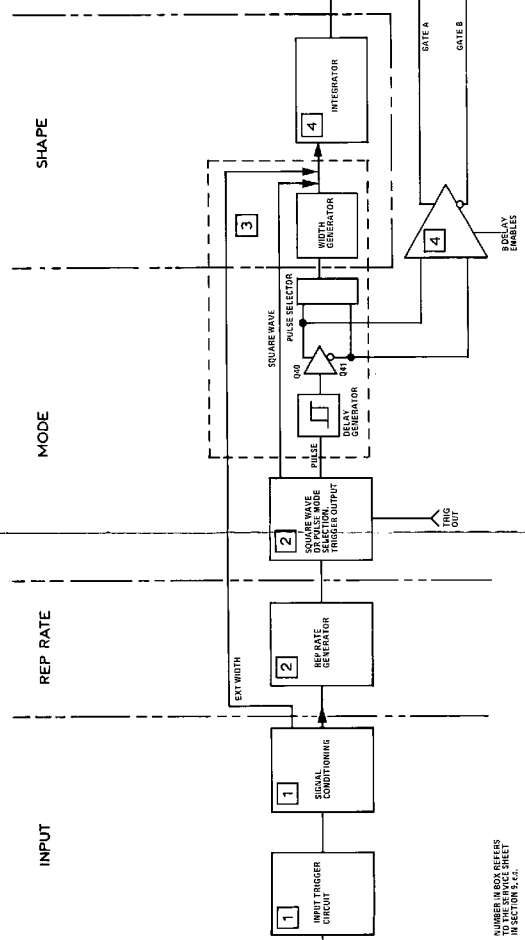 INPUT
REP RATE
MODE
SHAPE
1
INPUT TRIGGER
CIRCUIT
1
SIGNAL
CONDITIONING
EXT WIDTH
2
REP RATE
GENERATOR
2
SQUARE WAVE
OR PULSE MODE
SELECTION.
TRIGGER OUTPUT
TRIG
OUT
SQUARE WAVE
PULSE
DELAY
GENERATOR
Q40
Q41
PULSE SELECTOR
3
WIDTH
GENERATOR
4
INTEGRATOR
4
B DELAY
ENABLES
GATE A
GATE B
NUMBER IN BOX REFERS
TO THE SERVICE SHEET
IN SECTION 9, e.g.